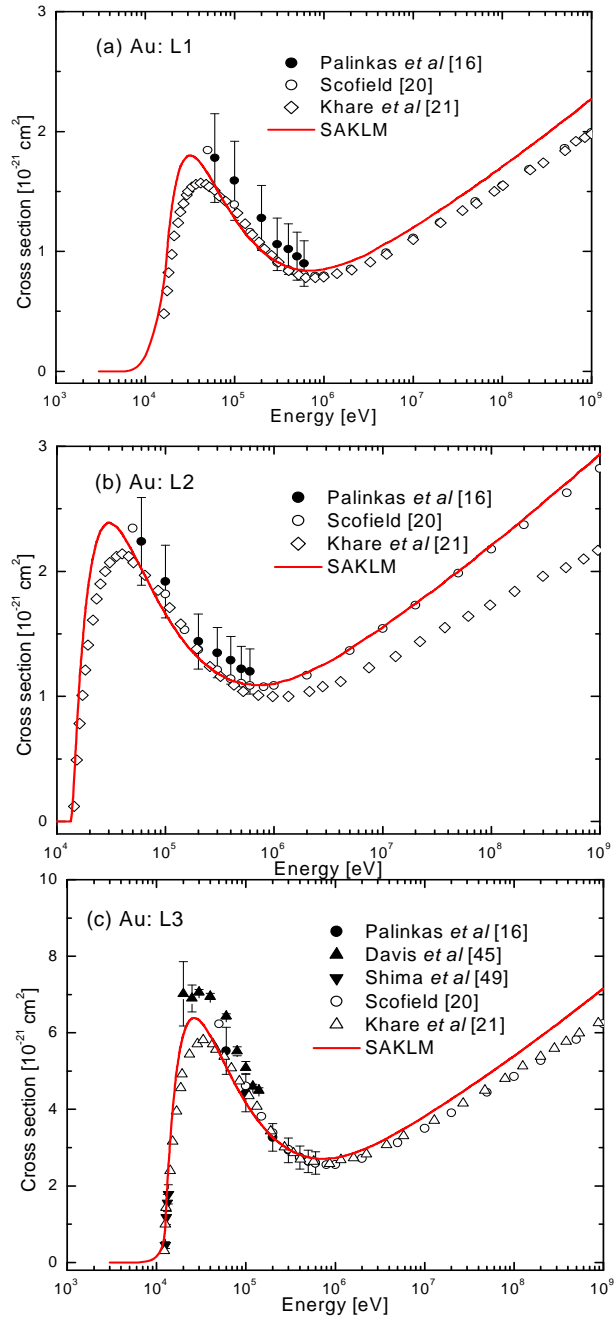 (a) Au: L1
Palinkas et al [16]
Scofield [20]
Khare et al [21]
SAKLM
Cross section [10⁻²¹ cm²]
3
2
1
0
10³ 10⁴ 10⁵ 10⁶ 10⁷ 10⁸ 10⁹
Energy [eV]
(b) Au: L2
Palinkas et al [16]
Scofield [20]
Khare et al [21]
SAKLM
Cross section [10⁻²¹ cm²]
3
2
1
0
10⁴ 10⁵ 10⁶ 10⁷ 10⁸ 10⁹
Energy [eV]
(c) Au: L3
Palinkas et al [16]
Davis et al [45]
Shima et al [49]
Scofield [20]
Khare et al [21]
SAKLM
Cross section [10⁻²¹ cm²]
10
8
6
4
2
0
10³ 10⁴ 10⁵ 10⁶ 10⁷ 10⁸ 10⁹
Energy [eV]